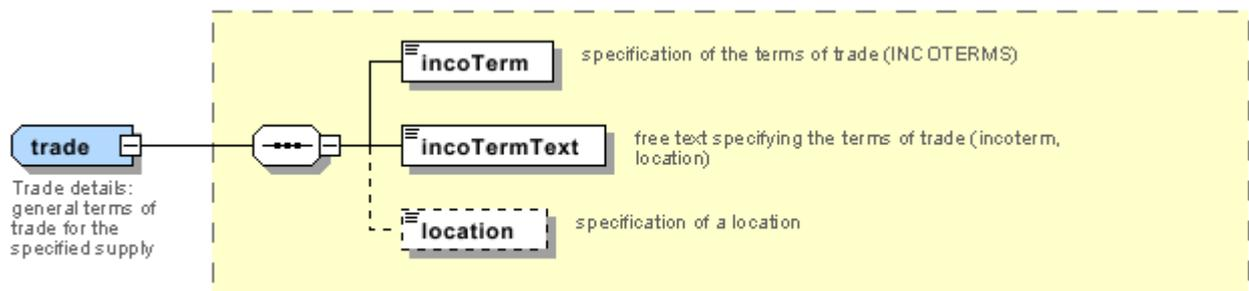 incoTerm
specification of the terms of trade (INCOTERMS)
trade
incoTermText
free text specifying the terms of trade (incoterm,
location)
Trade details:
general terms of
trade for the
specified supply
location
specification of a location